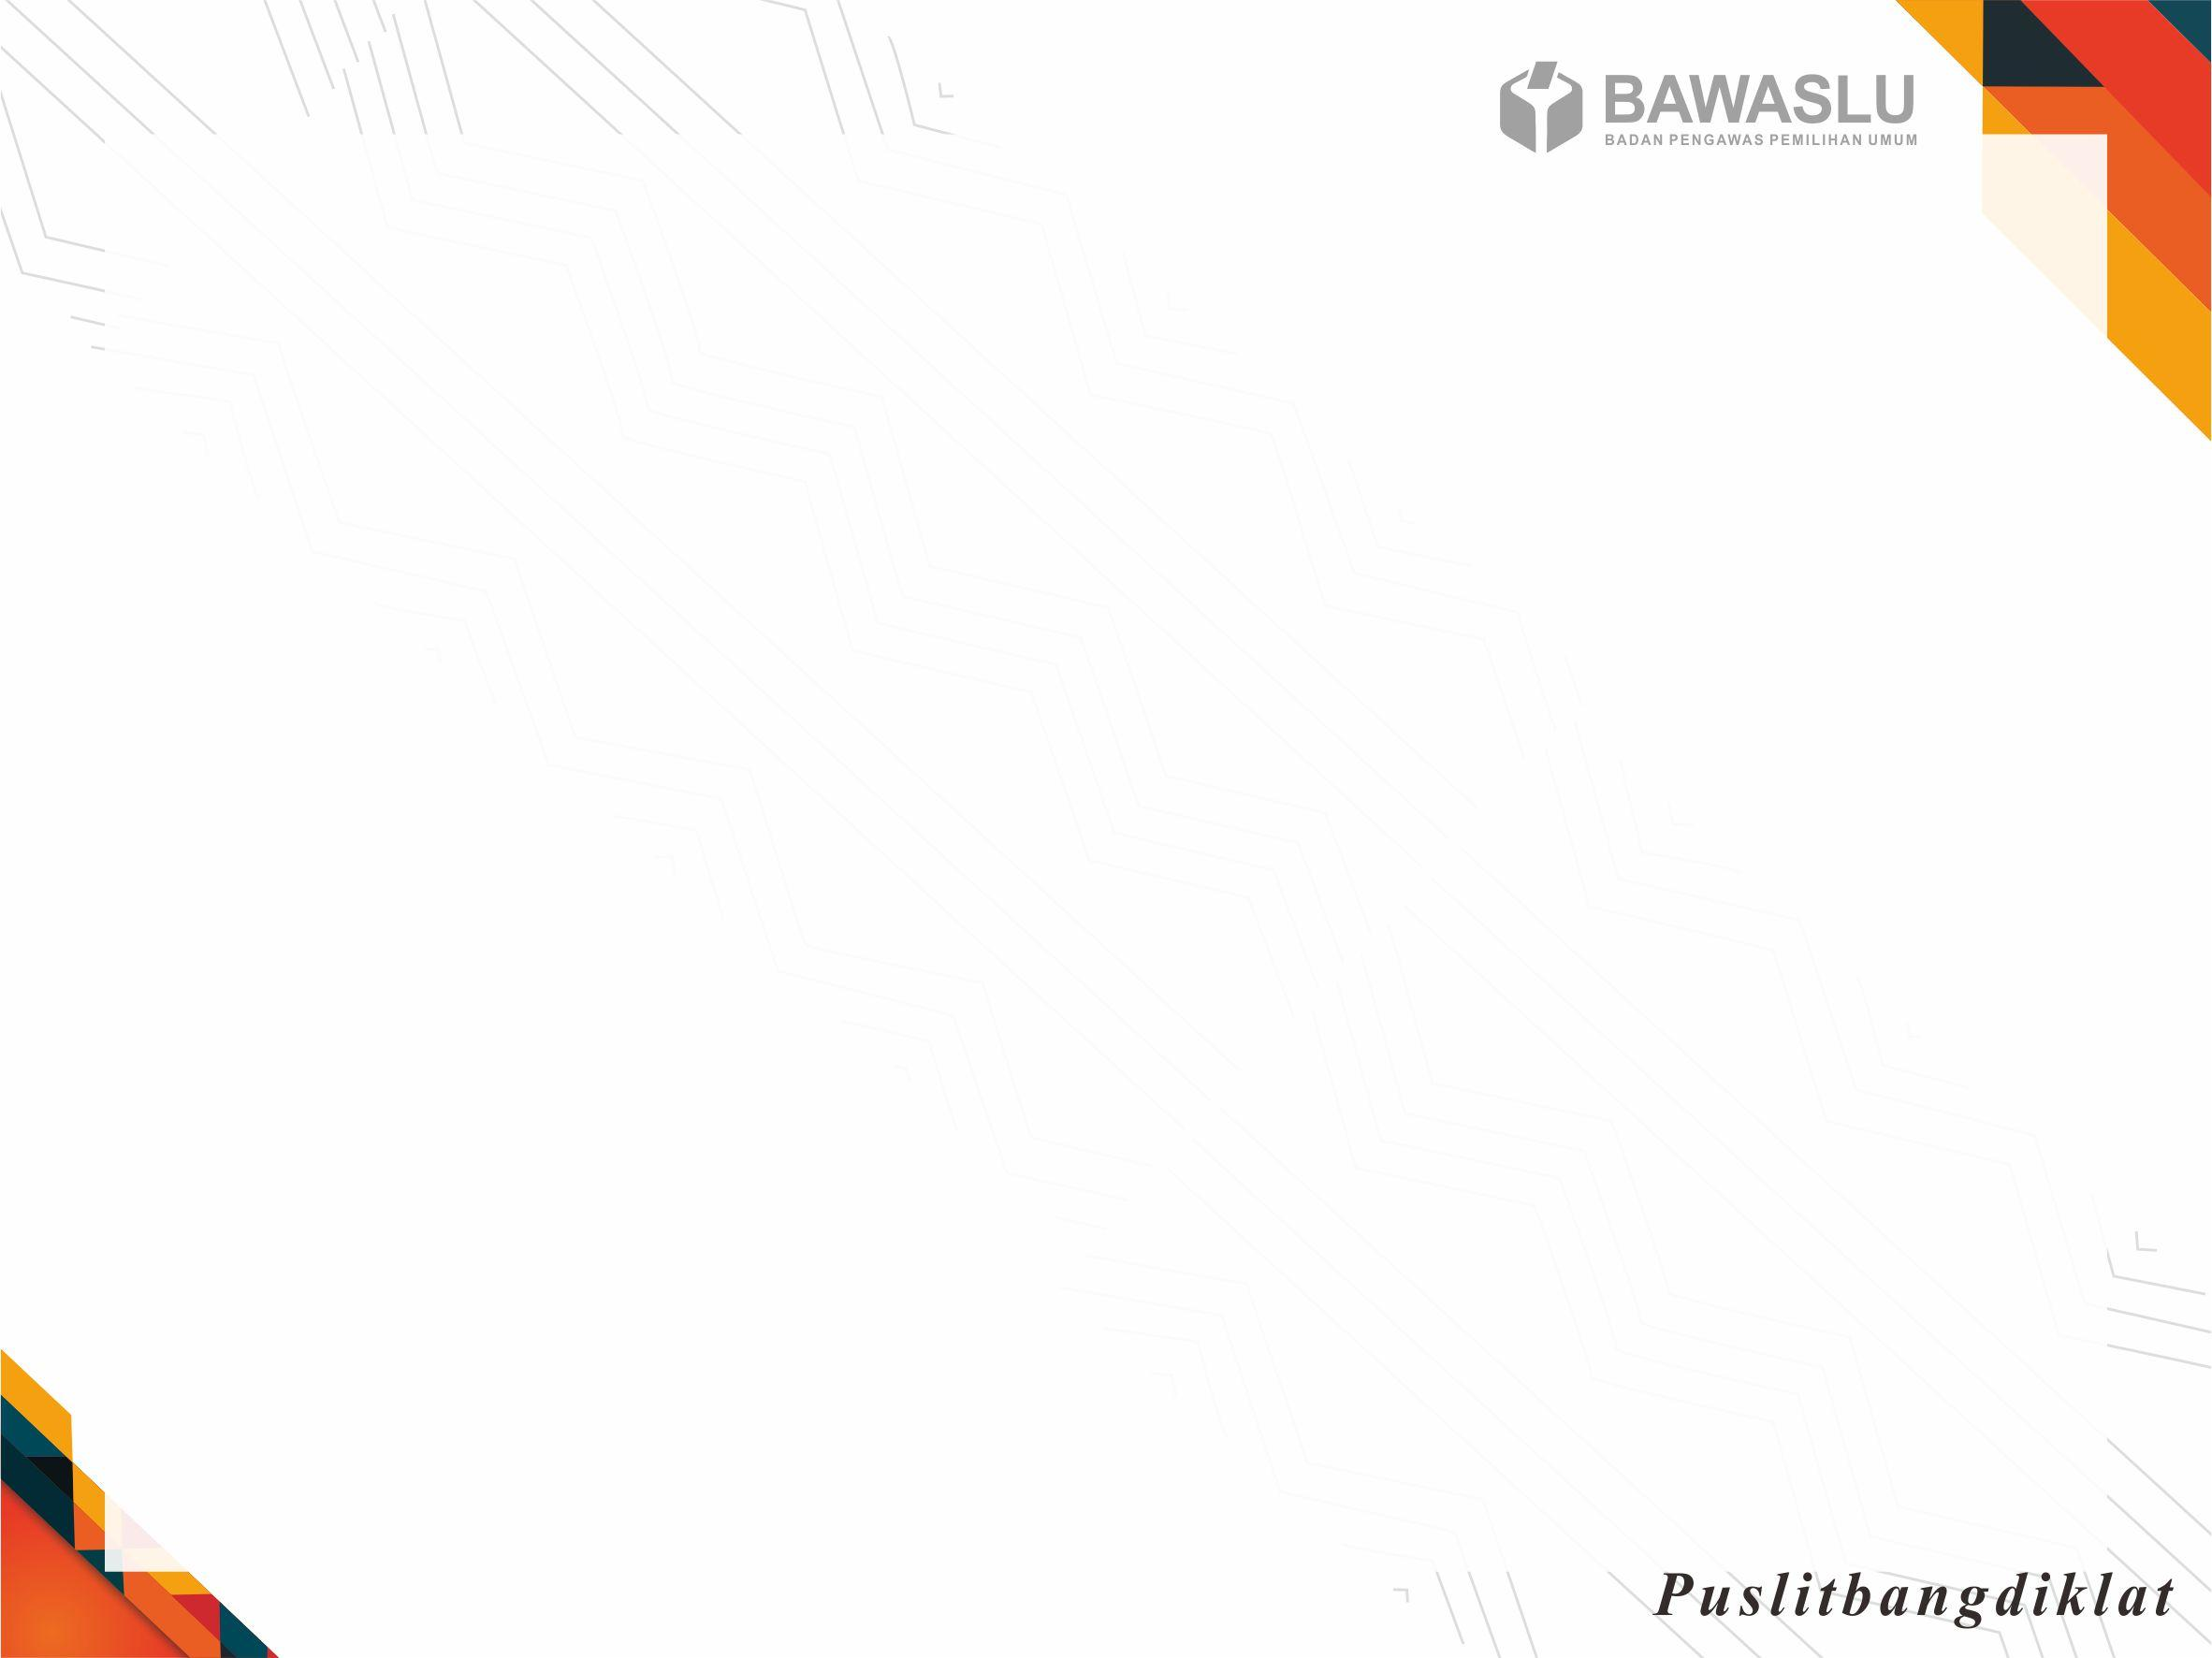 BAWASLU
BADAN PENGAWAS PEMILIHAN UMUM
Puslitbangdiklat